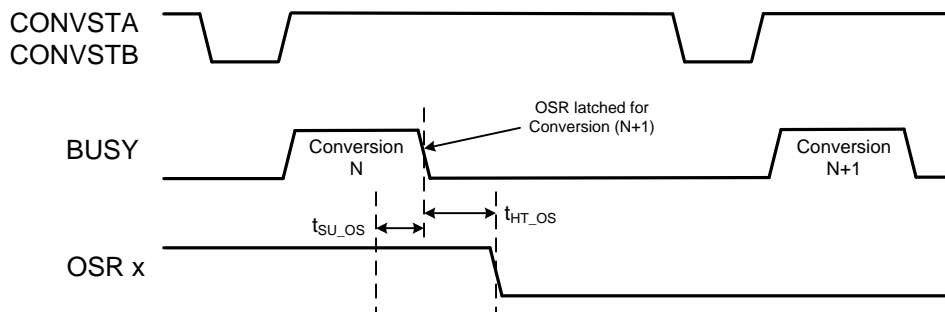 CONVSTA
CONVSTB
OSR latched for
Conversion (N+1)
BUSY
Conversion
N
Conversion
N+1
tSU_OS
tHT_OS
OSR x